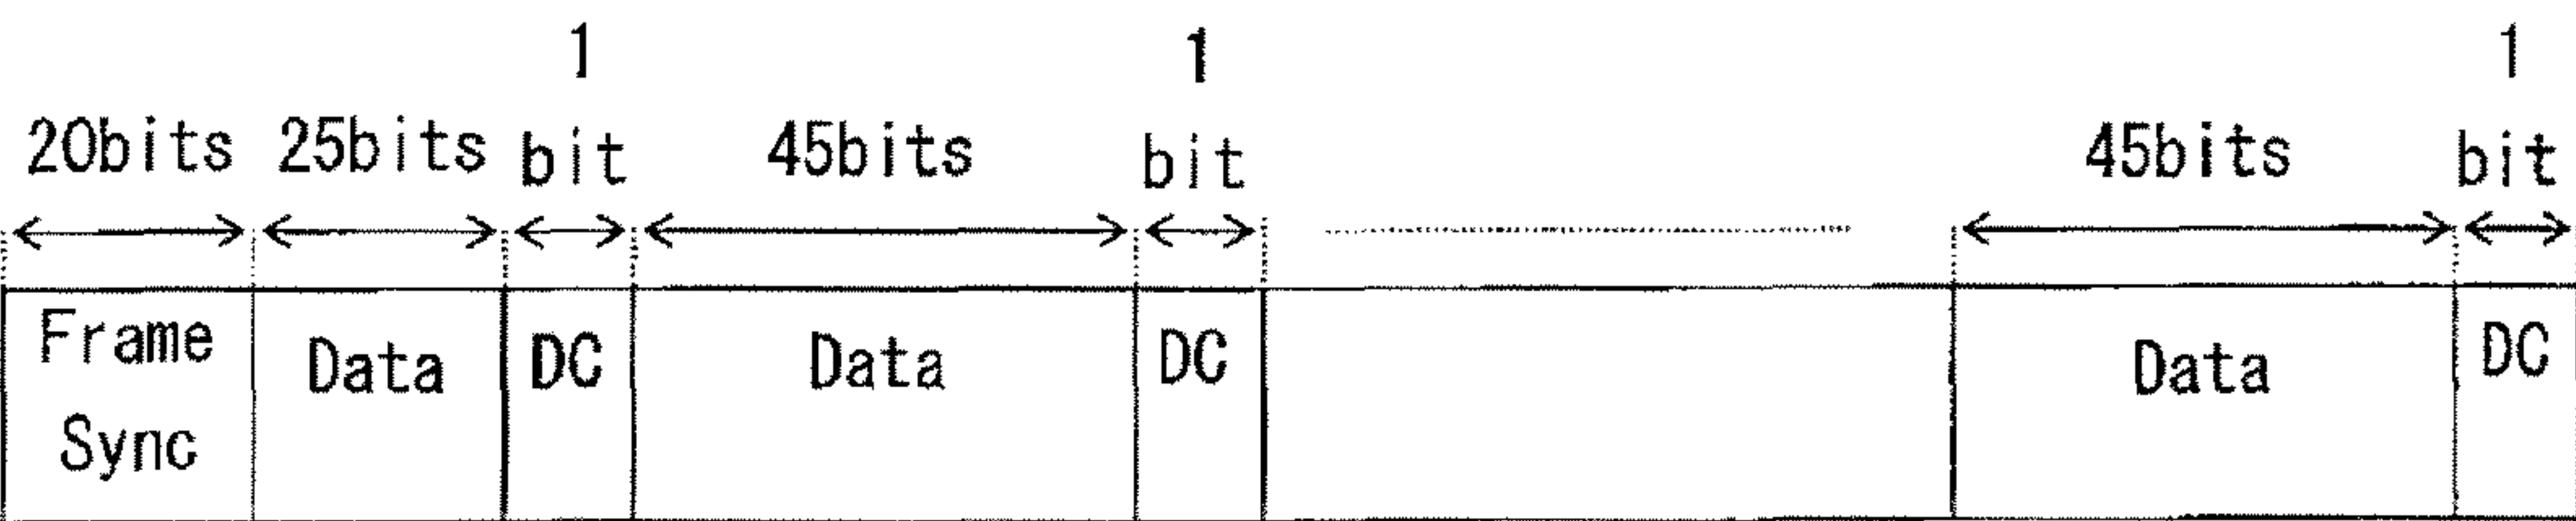 1 1 1
20bits 25bits bit 45bits bit 45bits bit
Frame Sync Data DC Data DC Data DC